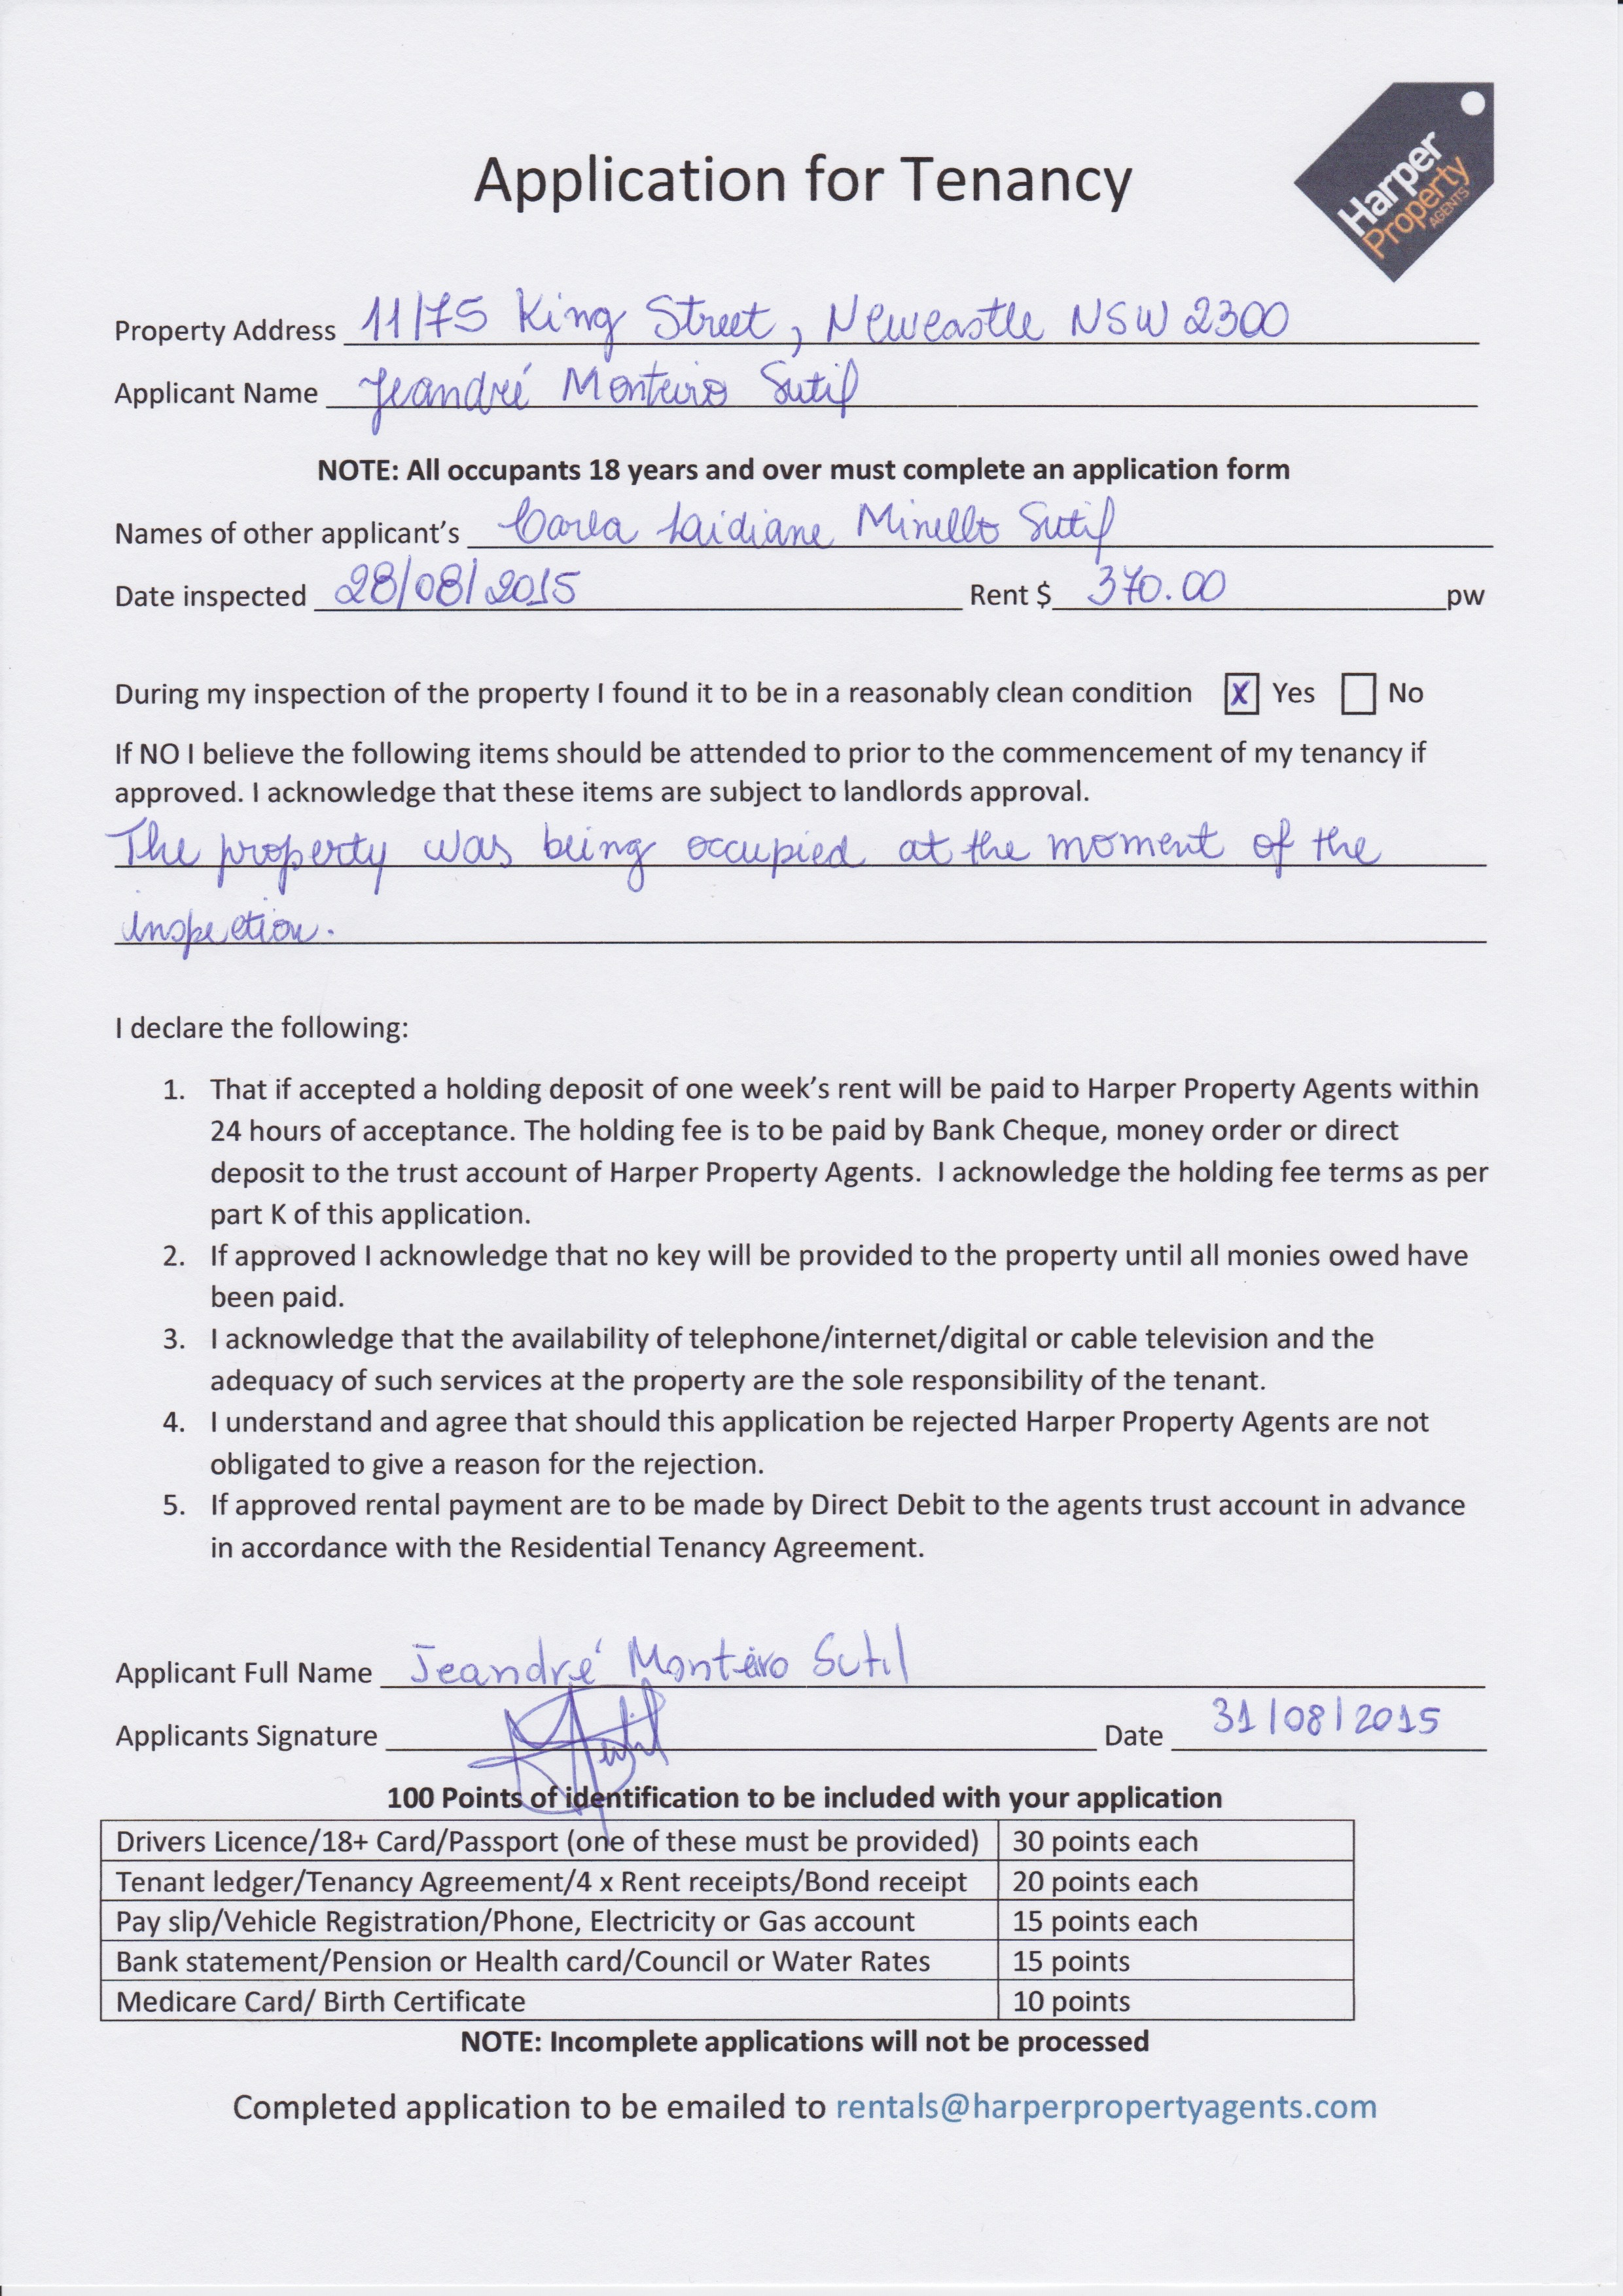 Application for Tenancy
Harper
Property
AGENTS
Property Address 11/75 King Street, Newcastle NSW 2300
Applicant Name Jeandré Monteiro Sutil
NOTE: All occupants 18 years and over must complete an application form
Names of other applicant's Carla Laidiane Minello Sutil
Date inspected 28/08/2015 Rent $ 370.00 pw
During my inspection of the property I found it to be in a reasonably clean condition X Yes No
If NO I believe the following items should be attended to prior to the commencement of my tenancy if
approved. I acknowledge that these items are subject to landlords approval.
The property was being occupied at the moment of the
inspection.
I declare the following:
1. That if accepted a holding deposit of one week's rent will be paid to Harper Property Agents within
24 hours of acceptance. The holding fee is to be paid by Bank Cheque, money order or direct
deposit to the trust account of Harper Property Agents. I acknowledge the holding fee terms as per
part K of this application.
2. If approved I acknowledge that no key will be provided to the property until all monies owed have
been paid.
3. I acknowledge that the availability of telephone/internet/digital or cable television and the
adequacy of such services at the property are the sole responsibility of the tenant.
4. I understand and agree that should this application be rejected Harper Property Agents are not
obligated to give a reason for the rejection.
5. If approved rental payment are to be made by Direct Debit to the agents trust account in advance
in accordance with the Residential Tenancy Agreement.
Applicant Full Name Jeandré Monteiro Sutil
Applicants Signature Sutil Date 31/08/2015
100 Points of identification to be included with your application
Drivers Licence/18+ Card/Passport (one of these must be provided) 30 points each
Tenant ledger/Tenancy Agreement/4 x Rent receipts/Bond receipt 20 points each
Pay slip/Vehicle Registration/Phone, Electricity or Gas account 15 points each
Bank statement/Pension or Health card/Council or Water Rates 15 points
Medicare Card/ Birth Certificate 10 points
NOTE: Incomplete applications will not be processed
Completed application to be emailed to rentals@harperpropertyagents.com